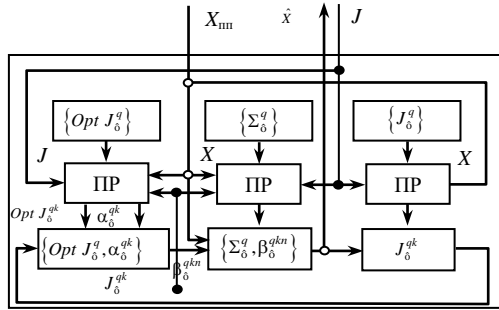 X_пп X̂ J
{Opt J_ô^q} {Σ_ô^q} {J_ô^q}
J X X
ПР ПР ПР
Opt J_ô^{qk} α_ô^{qk}
{Opt J_ô^q, α_ô^{qk}} {Σ_ô^q, β_ô^{qkn}} J_ô^{qk}
J_ô^{qk} β_ô^{qkn}